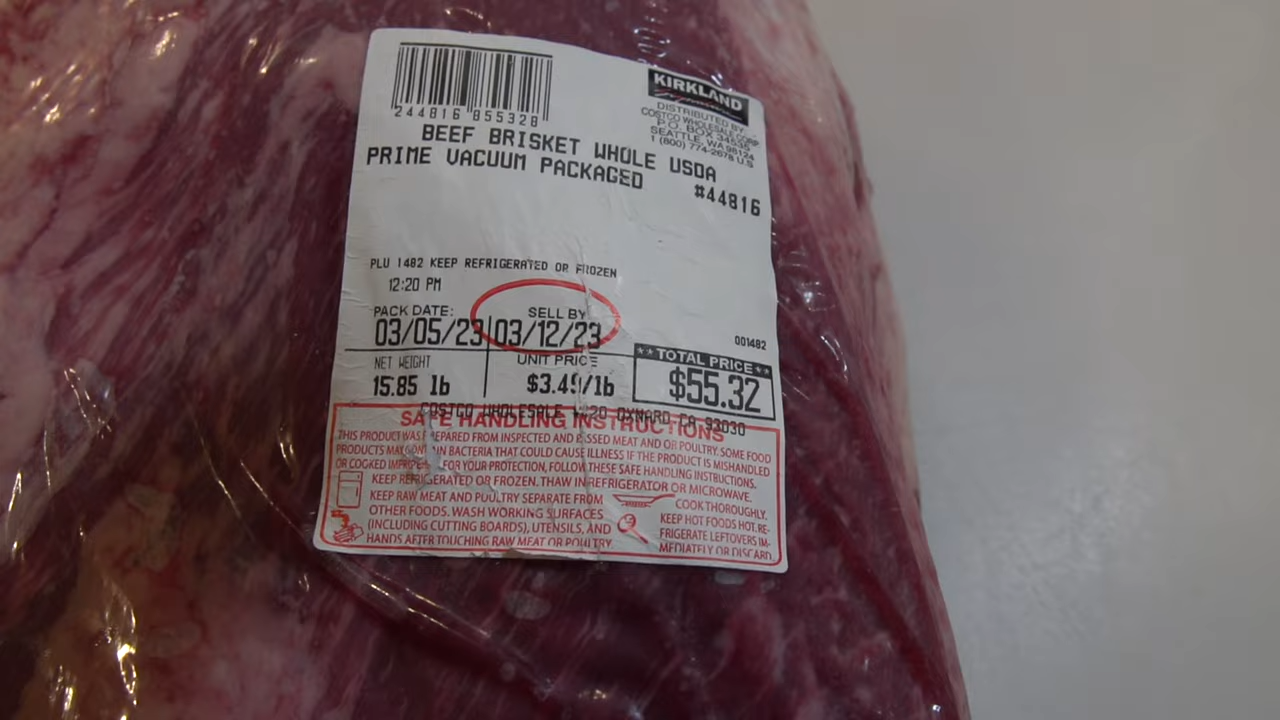 244816 855328
KIRKLAND
Signature
DISTRIBUTED BY:
COSTCO WHOLESALE CORP.
P.O. BOX 34535
SEATTLE, WA 98124
1 (800) 774-2678 U.S
BEEF BRISKET WHOLE USDA
PRIME VACUUM PACKAGED #44816
PLU 1482 KEEP REFRIGERATED OR FROZEN
12:20 PM
PACK DATE: SELL BY
03/05/23 03/12/23
001482
NET WEIGHT UNIT PRICE **TOTAL PRICE**
15.85 lb $3.49/lb $55.32
COSTCO WHOLESALE OXNARD CA 93030
SAFE HANDLING INSTRUCTIONS
THIS PRODUCT WAS PREPARED FROM INSPECTED AND PASSED MEAT AND OR POULTRY. SOME FOOD
PRODUCTS MAY CONTAIN BACTERIA THAT COULD CAUSE ILLNESS IF THE PRODUCT IS MISHANDLED
OR COOKED FOR YOUR PROTECTION, FOLLOW THESE SAFE HANDLING INSTRUCTIONS.
KEEP REFRIGERATED OR FROZEN. THAW IN REFRIGERATOR OR MICROWAVE.
KEEP RAW MEAT AND POULTRY SEPARATE FROM
OTHER FOODS. WASH WORKING SURFACES
(INCLUDING CUTTING BOARDS), UTENSILS, AND
HANDS AFTER TOUCHING RAW MEAT OR POULTRY.
COOK THOROUGHLY.
KEEP HOT FOODS HOT. RE-
FRIGERATE LEFTOVERS IM-
MEDIATELY OR DISCARD.